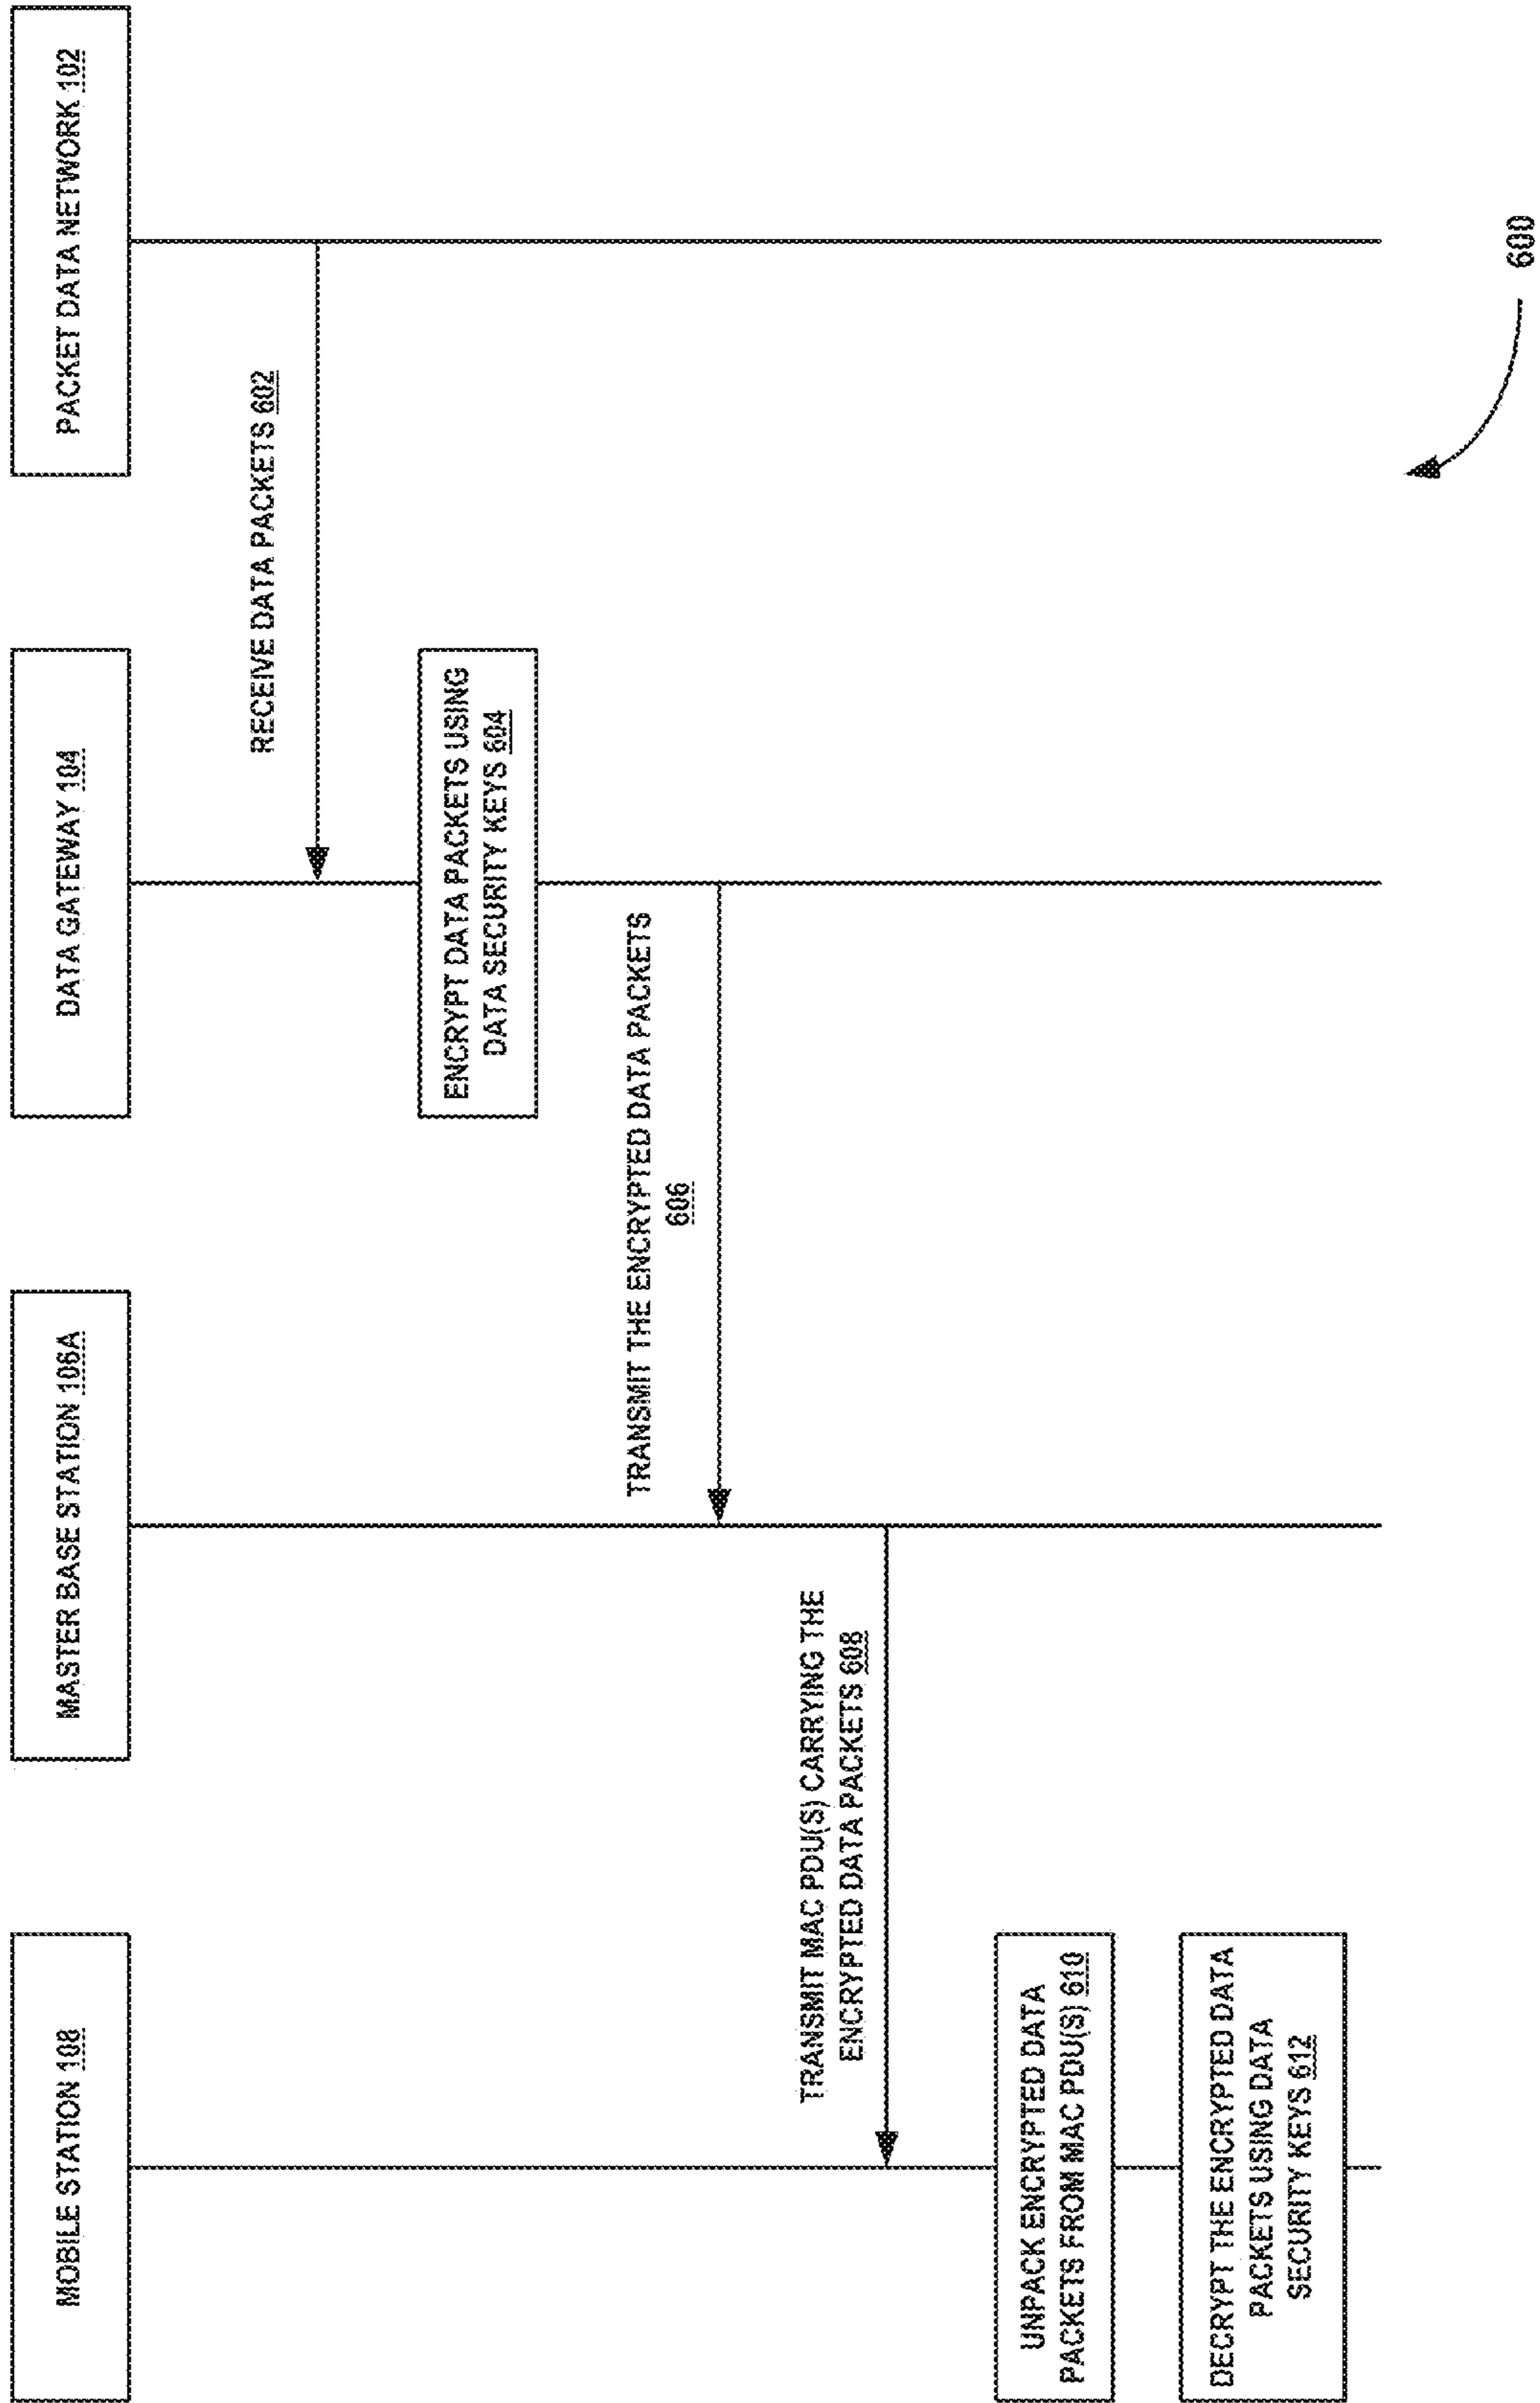 MOBILE STATION 108
MASTER BASE STATION 106A
DATA GATEWAY 104
PACKET DATA NETWORK 102
RECEIVE DATA PACKETS 602
ENCRYPT DATA PACKETS USING
DATA SECURITY KEYS 604
TRANSMIT THE ENCRYPTED DATA PACKETS
606
TRANSMIT MAC PDU(S) CARRYING THE
ENCRYPTED DATA PACKETS 608
UNPACK ENCRYPTED DATA
PACKETS FROM MAC PDU(S) 610
DECRYPT THE ENCRYPTED DATA
PACKETS USING DATA
SECURITY KEYS 612
600